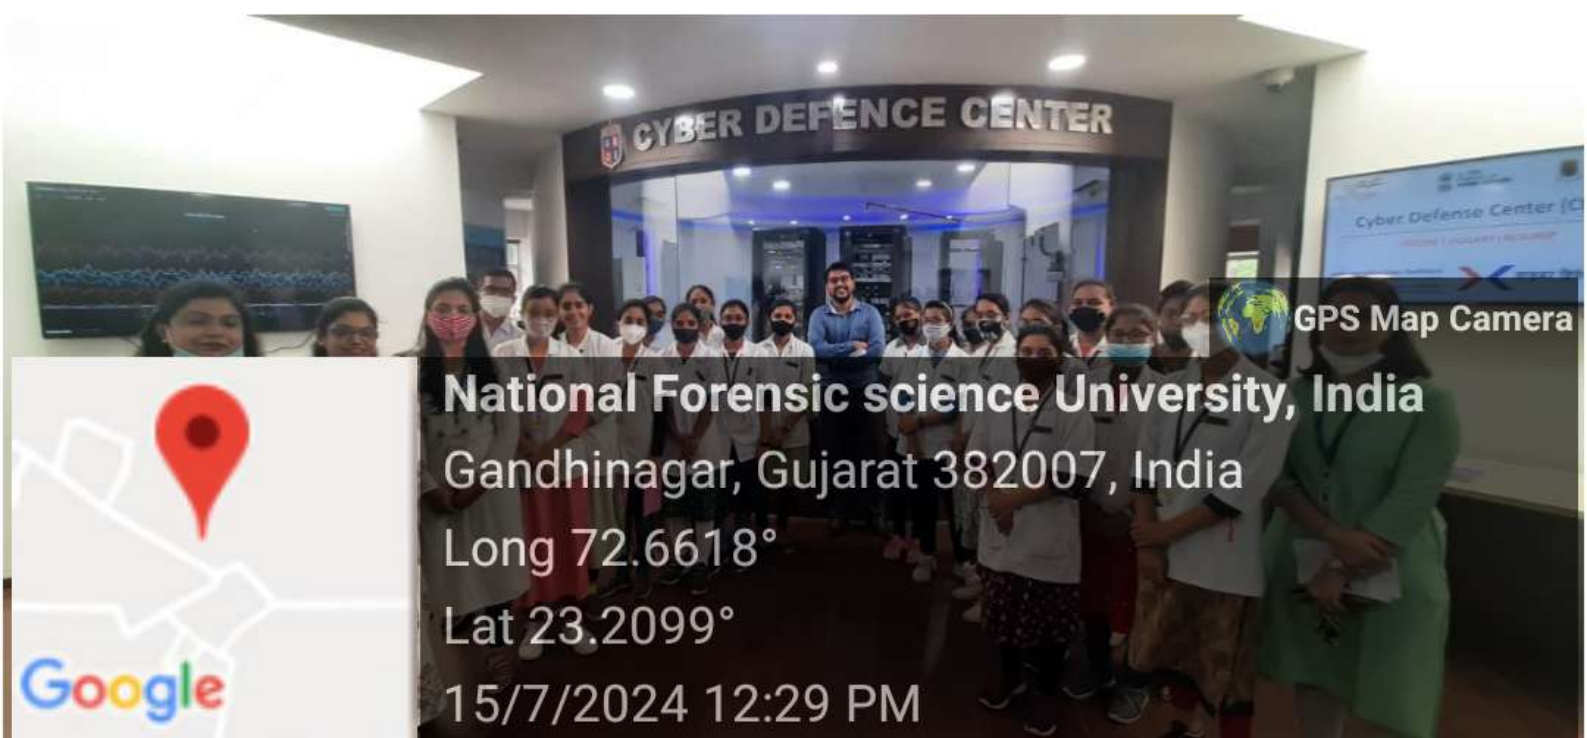 CYBER DEFENCE CENTER
Cyber Defense Center (C
GPS Map Camera
National Forensic science University, India
Gandhinagar, Gujarat 382007, India
Long 72.6618°
Lat 23.2099°
15/7/2024 12:29 PM
Google